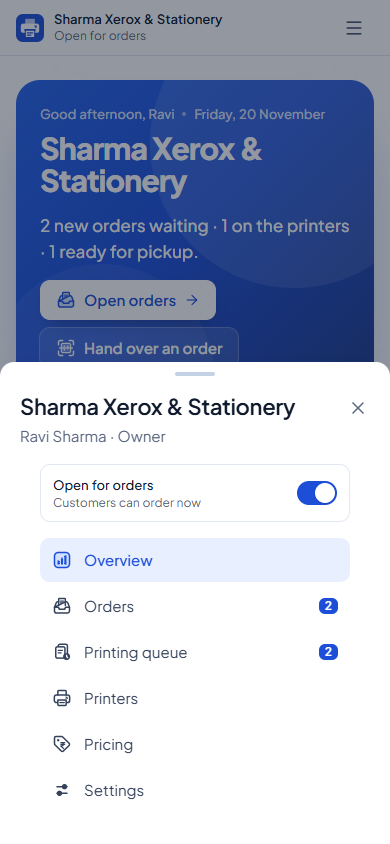 Sharma Xerox & Stationery
Open for orders
Good afternoon, Ravi • Friday, 20 November
Sharma Xerox &
Stationery
2 new orders waiting · 1 on the printers
· 1 ready for pickup.
Open orders →
Hand over an order
Sharma Xerox & Stationery
Ravi Sharma · Owner
Open for orders
Customers can order now
Overview
Orders 2
Printing queue 2
Printers
Pricing
Settings